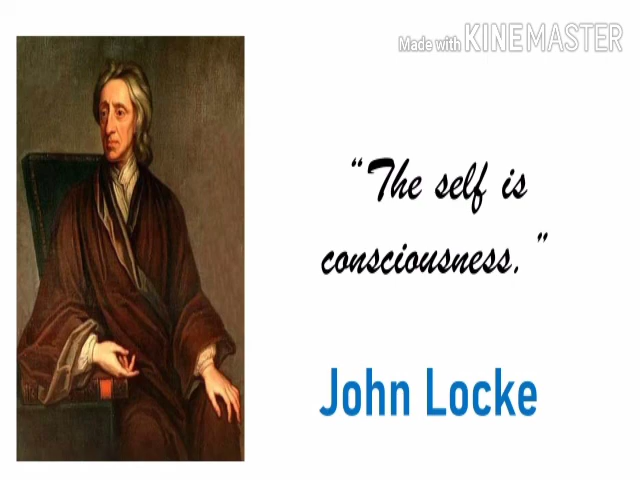 Made with KINEMASTER
“The self is
consciousness.”
John Locke